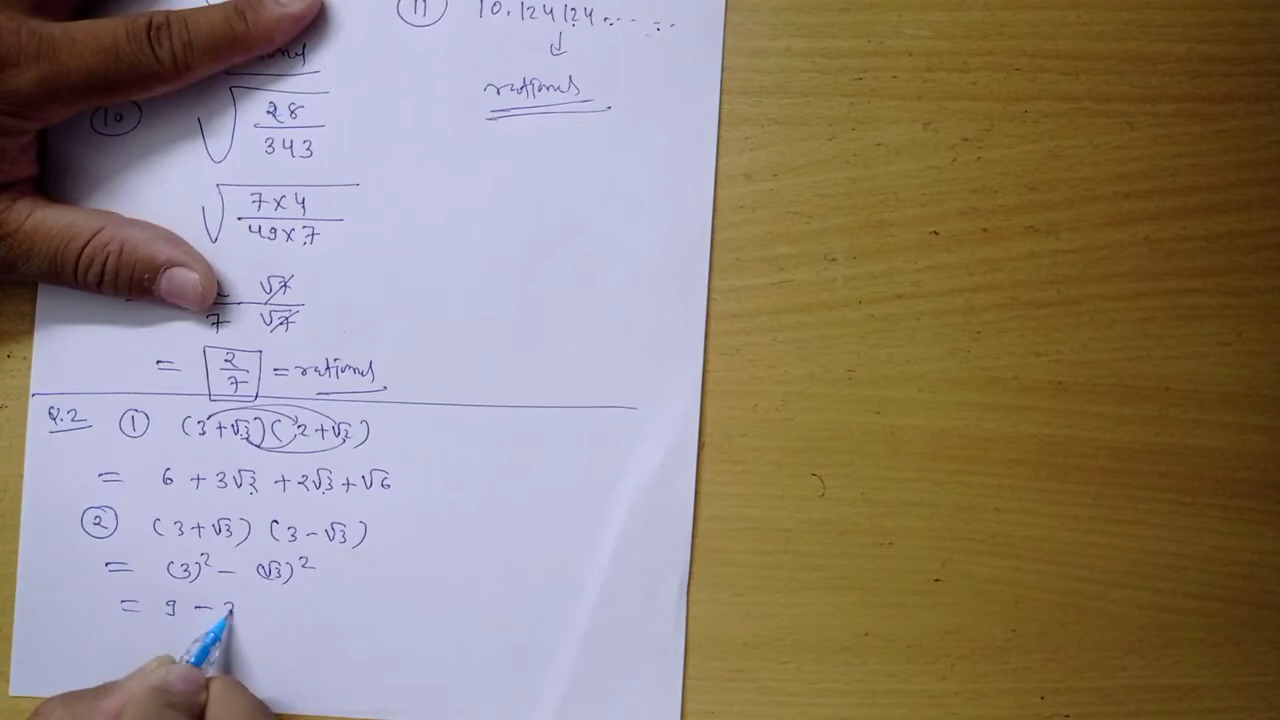 11 10.124124......
↓
rational
10 √(28/343)
√(7×4/49×7)
7 √7/√7
= 2/7 = rational
Q.2 1 (3+√3)(2+√2)
= 6 + 3√2 + 2√3 + √6
2 (3+√3) (3-√3)
= (3)² - (√3)²
= 9 - 3